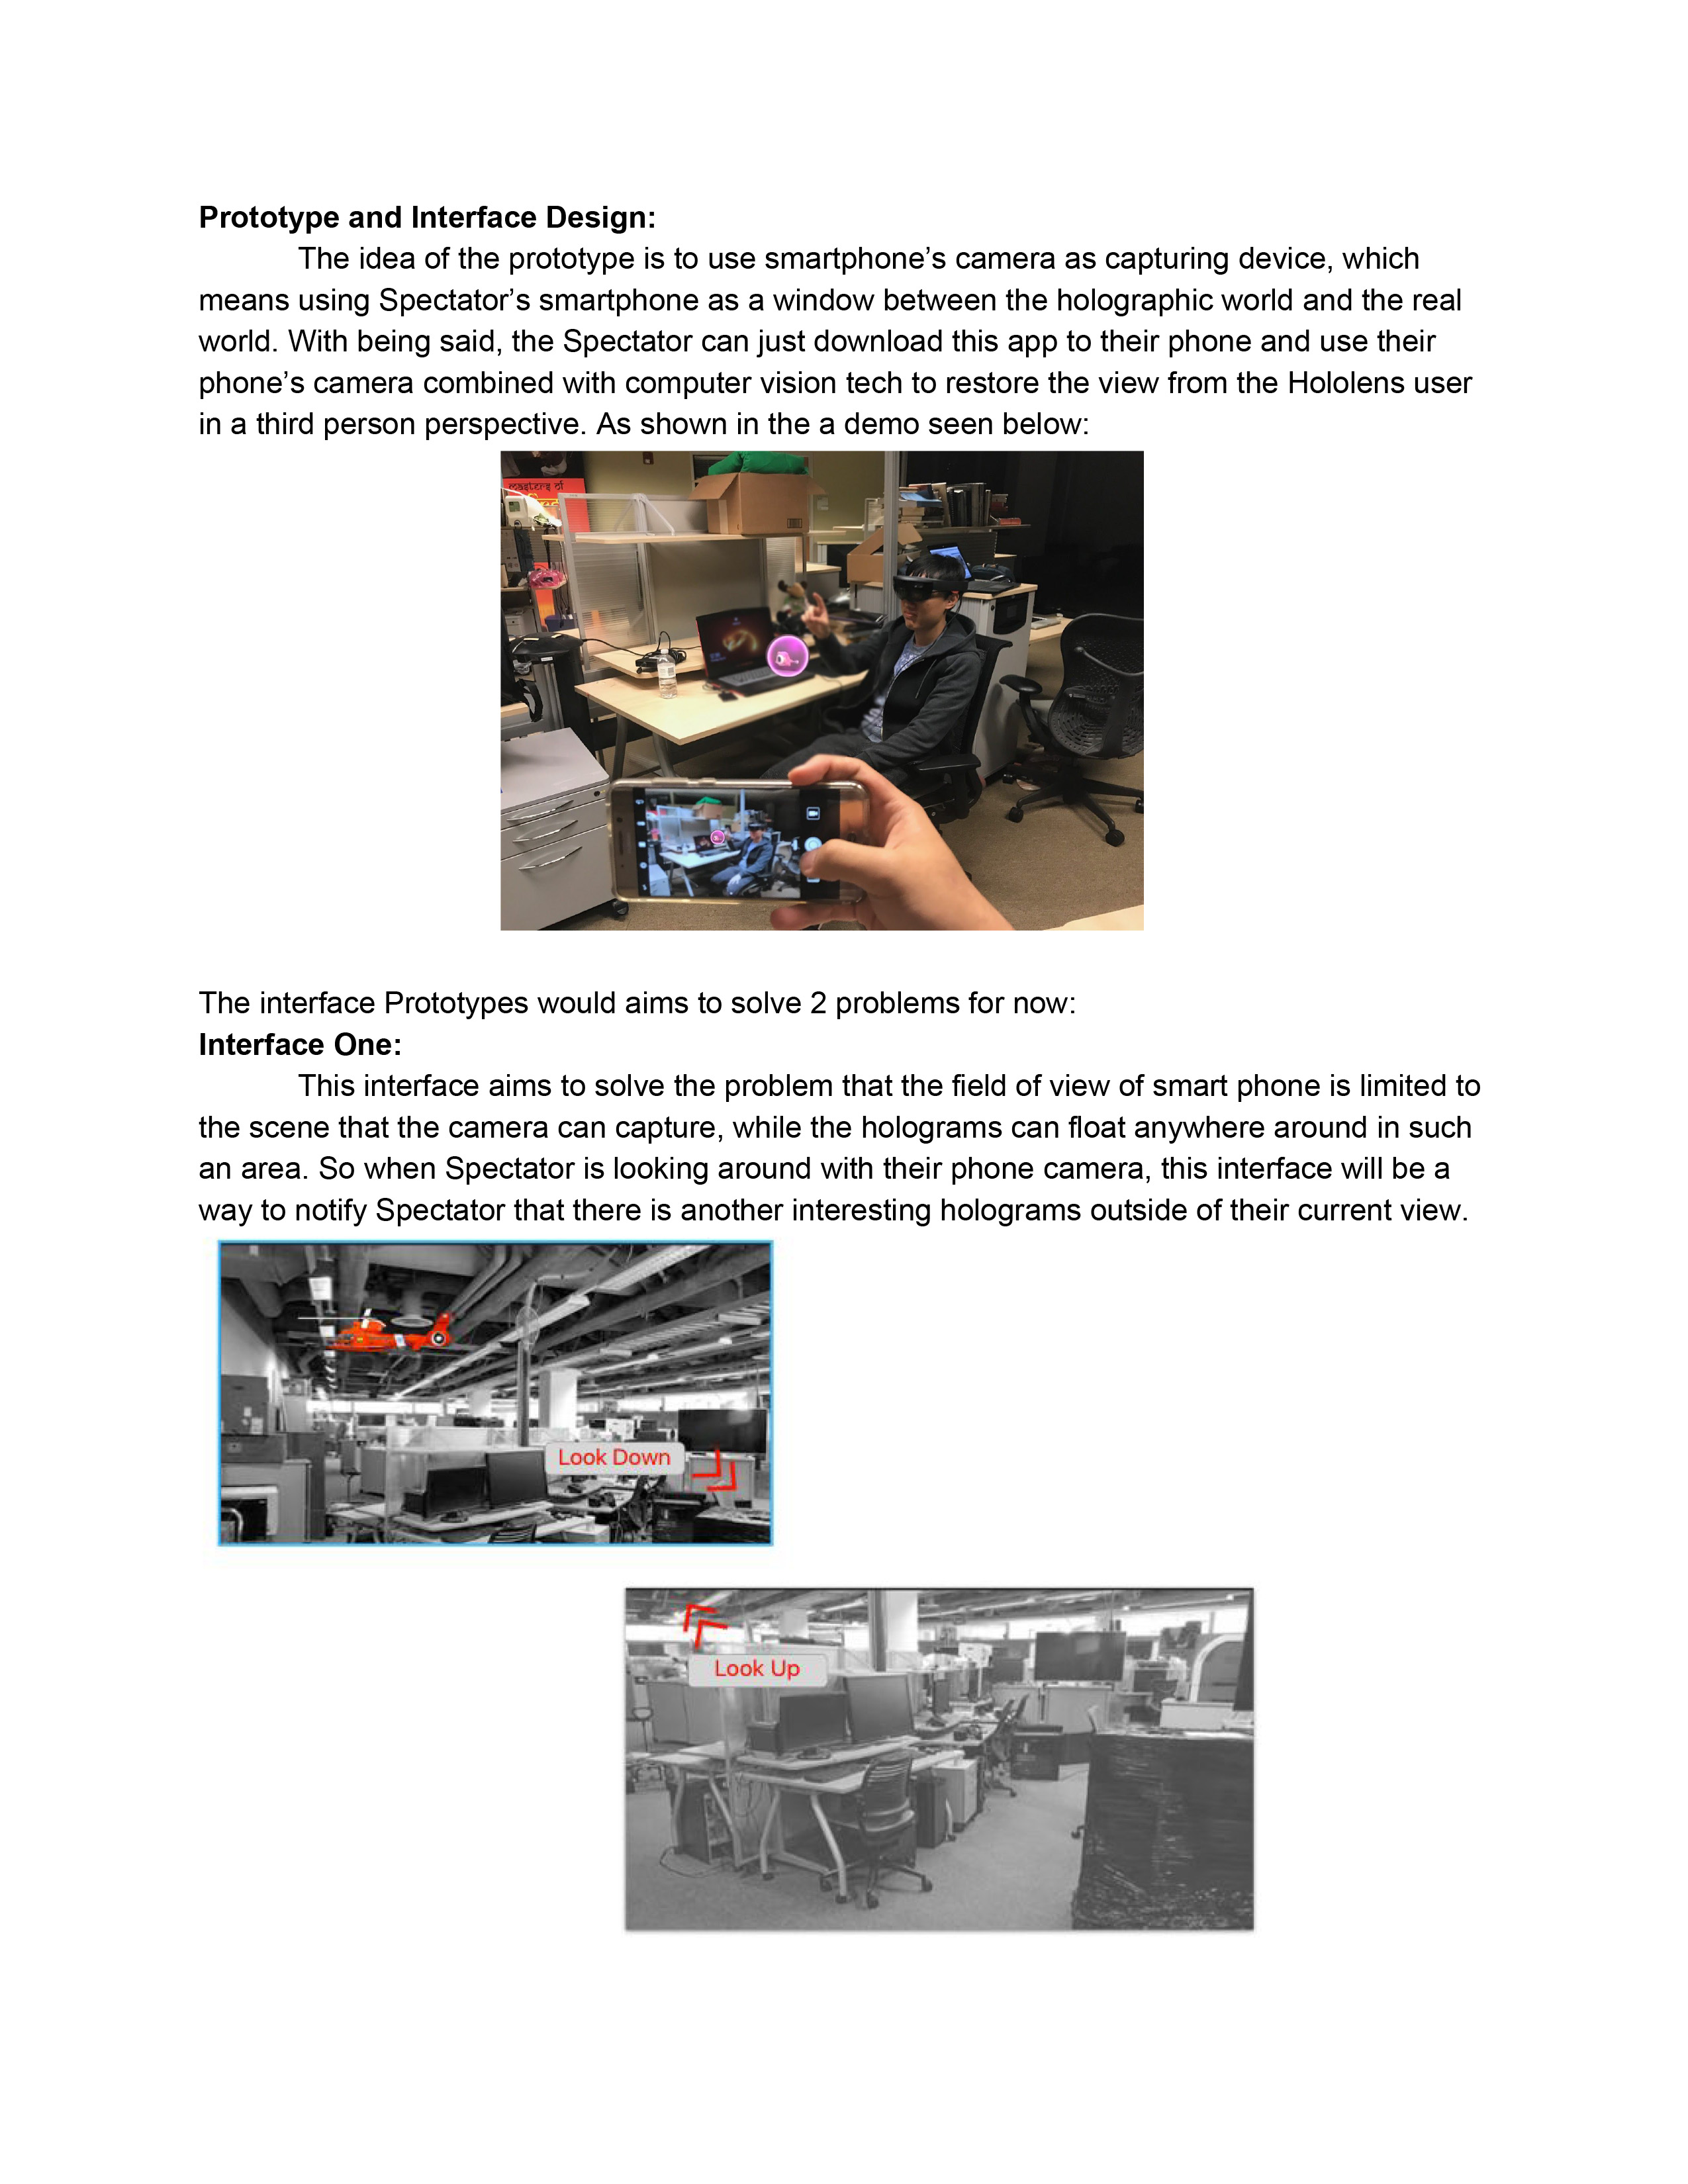 Prototype and Interface Design:
The idea of the prototype is to use smartphone’s camera as capturing device, which
means using Spectator’s smartphone as a window between the holographic world and the real
world. With being said, the Spectator can just download this app to their phone and use their
phone’s camera combined with computer vision tech to restore the view from the Hololens user
in a third person perspective. As shown in the a demo seen below:
masters of
The interface Prototypes would aims to solve 2 problems for now:
Interface One:
This interface aims to solve the problem that the field of view of smart phone is limited to
the scene that the camera can capture, while the holograms can float anywhere around in such
an area. So when Spectator is looking around with their phone camera, this interface will be a
way to notify Spectator that there is another interesting holograms outside of their current view.
Look Down
Look Up